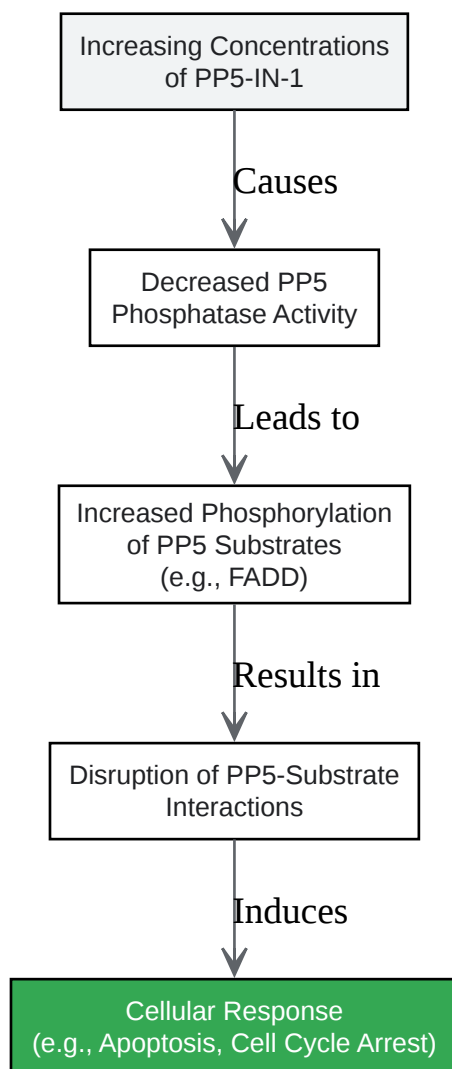 Increasing Concentrations
of PP5-IN-1
Causes
Decreased PP5
Phosphatase Activity
Leads to
Increased Phosphorylation
of PP5 Substrates
(e.g., FADD)
Results in
Disruption of PP5-Substrate
Interactions
Induces
Cellular Response
(e.g., Apoptosis, Cell Cycle Arrest)